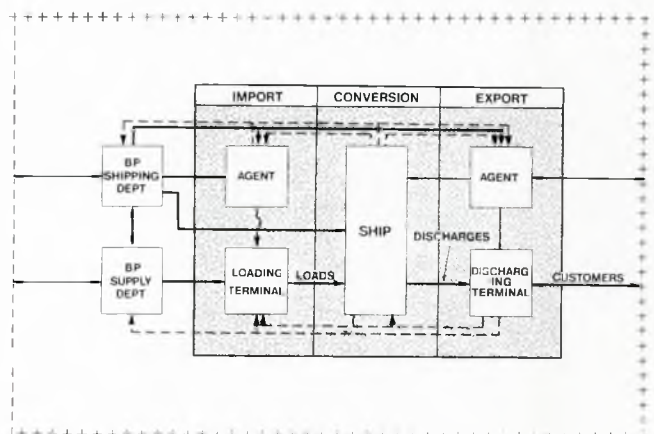 IMPORT
CONVERSION
EXPORT
BP
SHIPPING
DEPT
AGENT
SHIP
AGENT
DISCHARGES
BP
SUPPLY
DEPT
LOADING
TERMINAL
LOADS
DISCHARG
ING
TERMINAL
CUSTOMERS